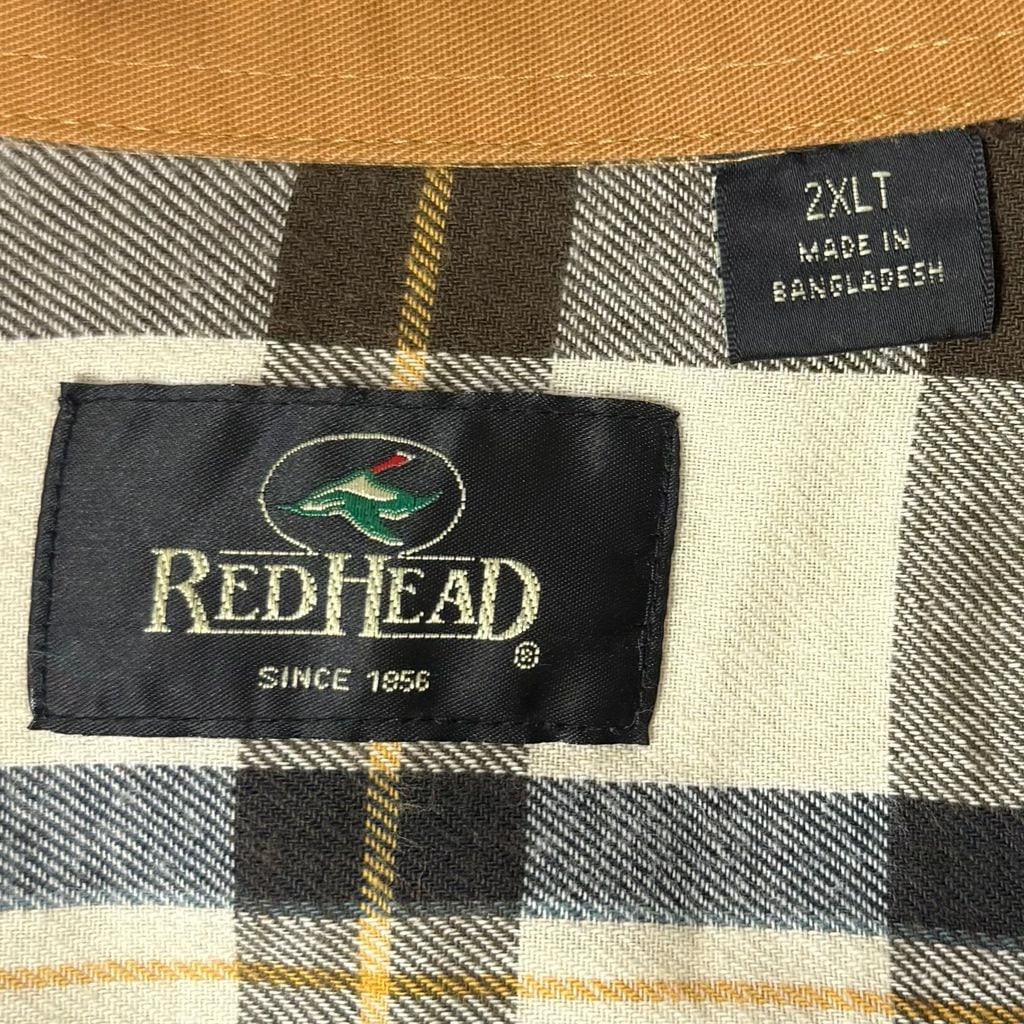 2XLT
MADE IN
BANGLADESH
REDHEAD®
SINCE 1856